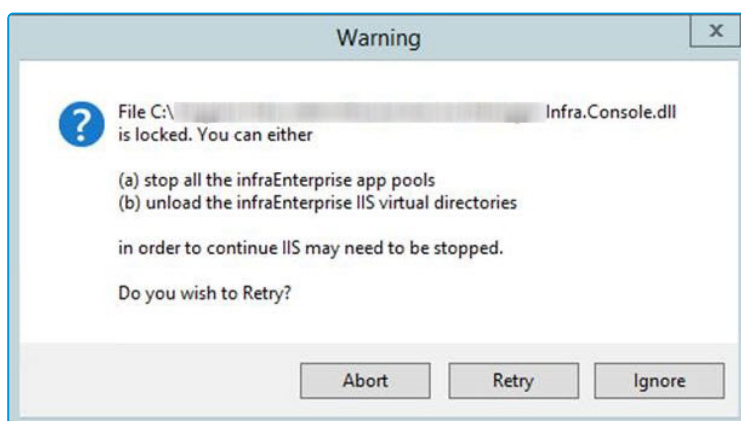 Warning
x
?
File C:\ Infra.Console.dll
is locked. You can either
(a) stop all the infraEnterprise app pools
(b) unload the infraEnterprise IIS virtual directories
in order to continue IIS may need to be stopped.
Do you wish to Retry?
Abort Retry Ignore